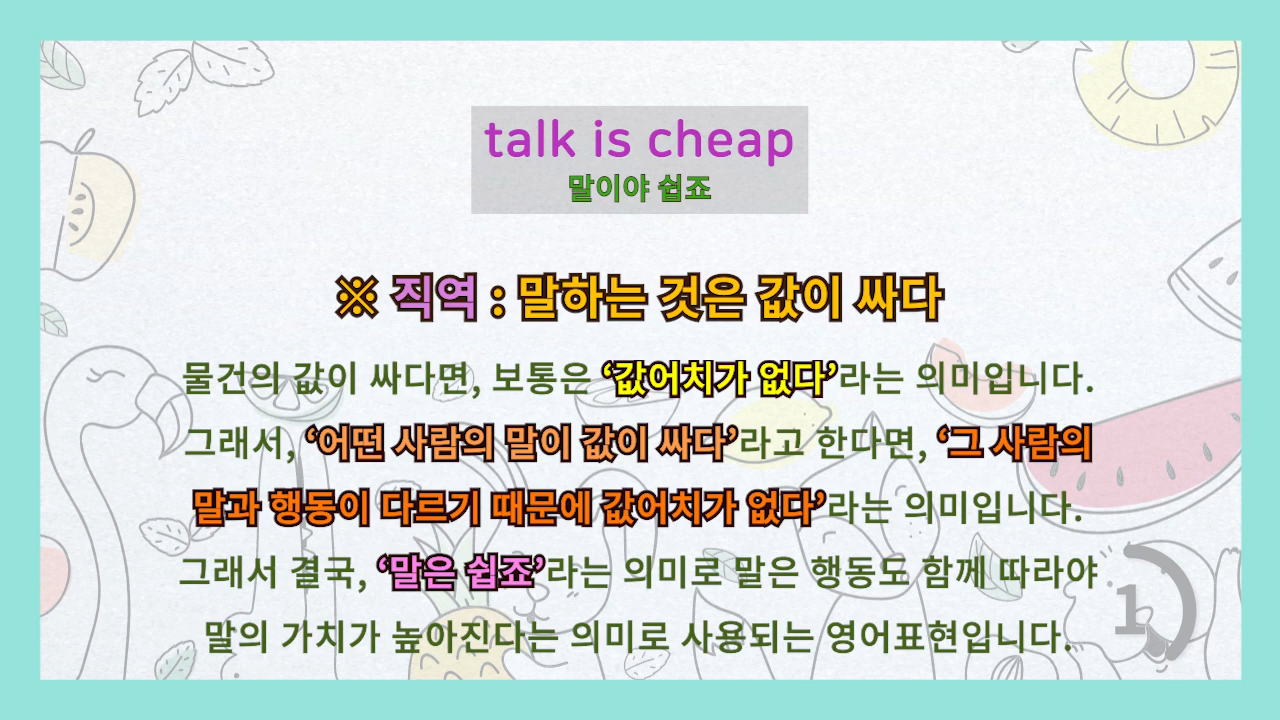 talk is cheap
말이야 쉽죠
※ 직역 : 말하는 것은 값이 싸다
물건의 값이 싸다면, 보통은 ‘값어치가 없다’라는 의미입니다.
그래서, ‘어떤 사람의 말이 값이 싸다’라고 한다면, ‘그 사람의
말과 행동이 다르기 때문에 값어치가 없다’라는 의미입니다.
그래서 결국, ‘말은 쉽죠’라는 의미로 말은 행동도 함께 따라야
말의 가치가 높아진다는 의미로 사용되는 영어표현입니다.
1